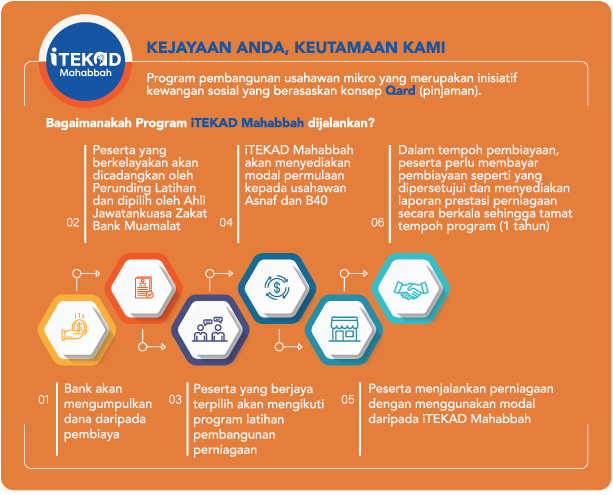 iTEKAD
Mahabbah
KEJAYAAN ANDA, KEUTAMAAN KAMI
Program pembangunan usahawan mikro yang merupakan inisiatif
kewangan sosial yang berasaskan konsep Qard (pinjaman).
Bagaimanakah Program iTEKAD Mahabbah dijalankan?
02
Peserta yang
berkelayakan akan
dicadangkan oleh
Perunding Latihan
dan dipilih oleh Ahli
Jawatankuasa Zakat
Bank Muamalat
04
iTEKAD Mahabbah
akan menyediakan
modal permulaan
kepada usahawan
Asnaf dan B40
06
Dalam tempoh pembiayaan,
peserta perlu membayar
pembiayaan seperti yang
dipersetujui dan menyediakan
laporan prestasi perniagaan
secara berkala sehingga tamat
tempoh program (1 tahun)
01
Bank akan
mengumpulkan
dana daripada
pembiaya
03
Peserta yang berjaya
terpilih akan mengikuti
program latihan
pembangunan
perniagaan
05
Peserta menjalankan perniagaan
dengan menggunakan modal
daripada iTEKAD Mahabbah